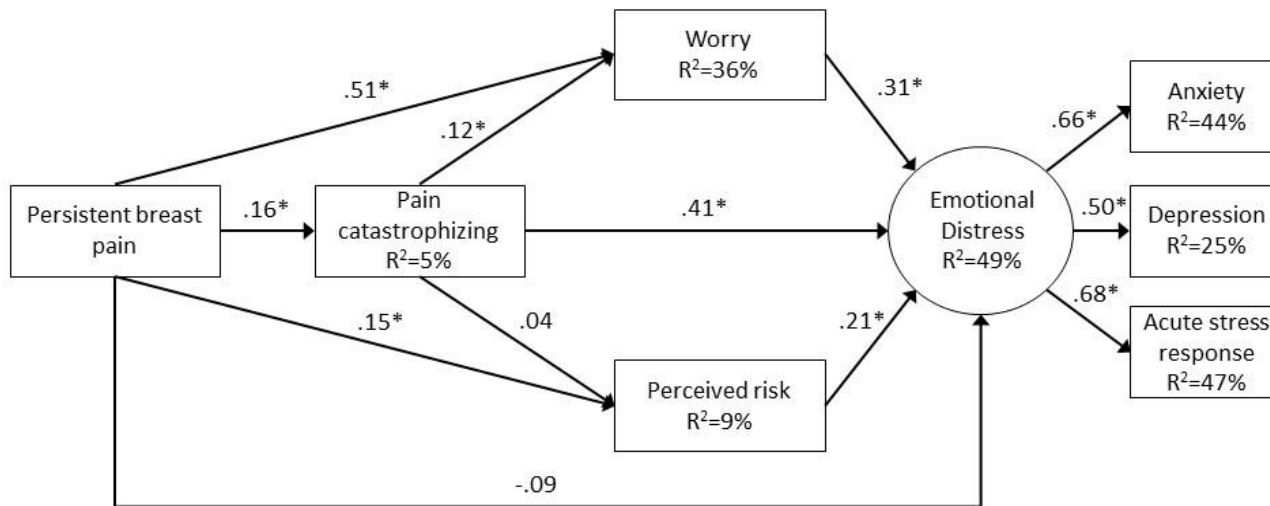 Worry
R²=36%
.51*
.12*
.31*
Anxiety
R²=44%
.66*
Persistent breast
pain
.16*
Pain
catastrophizing
R²=5%
.41*
Emotional
Distress
R²=49%
.50*
Depression
R²=25%
.15*
.04
.21*
.68*
Acute stress
response
R²=47%
Perceived risk
R²=9%
-.09